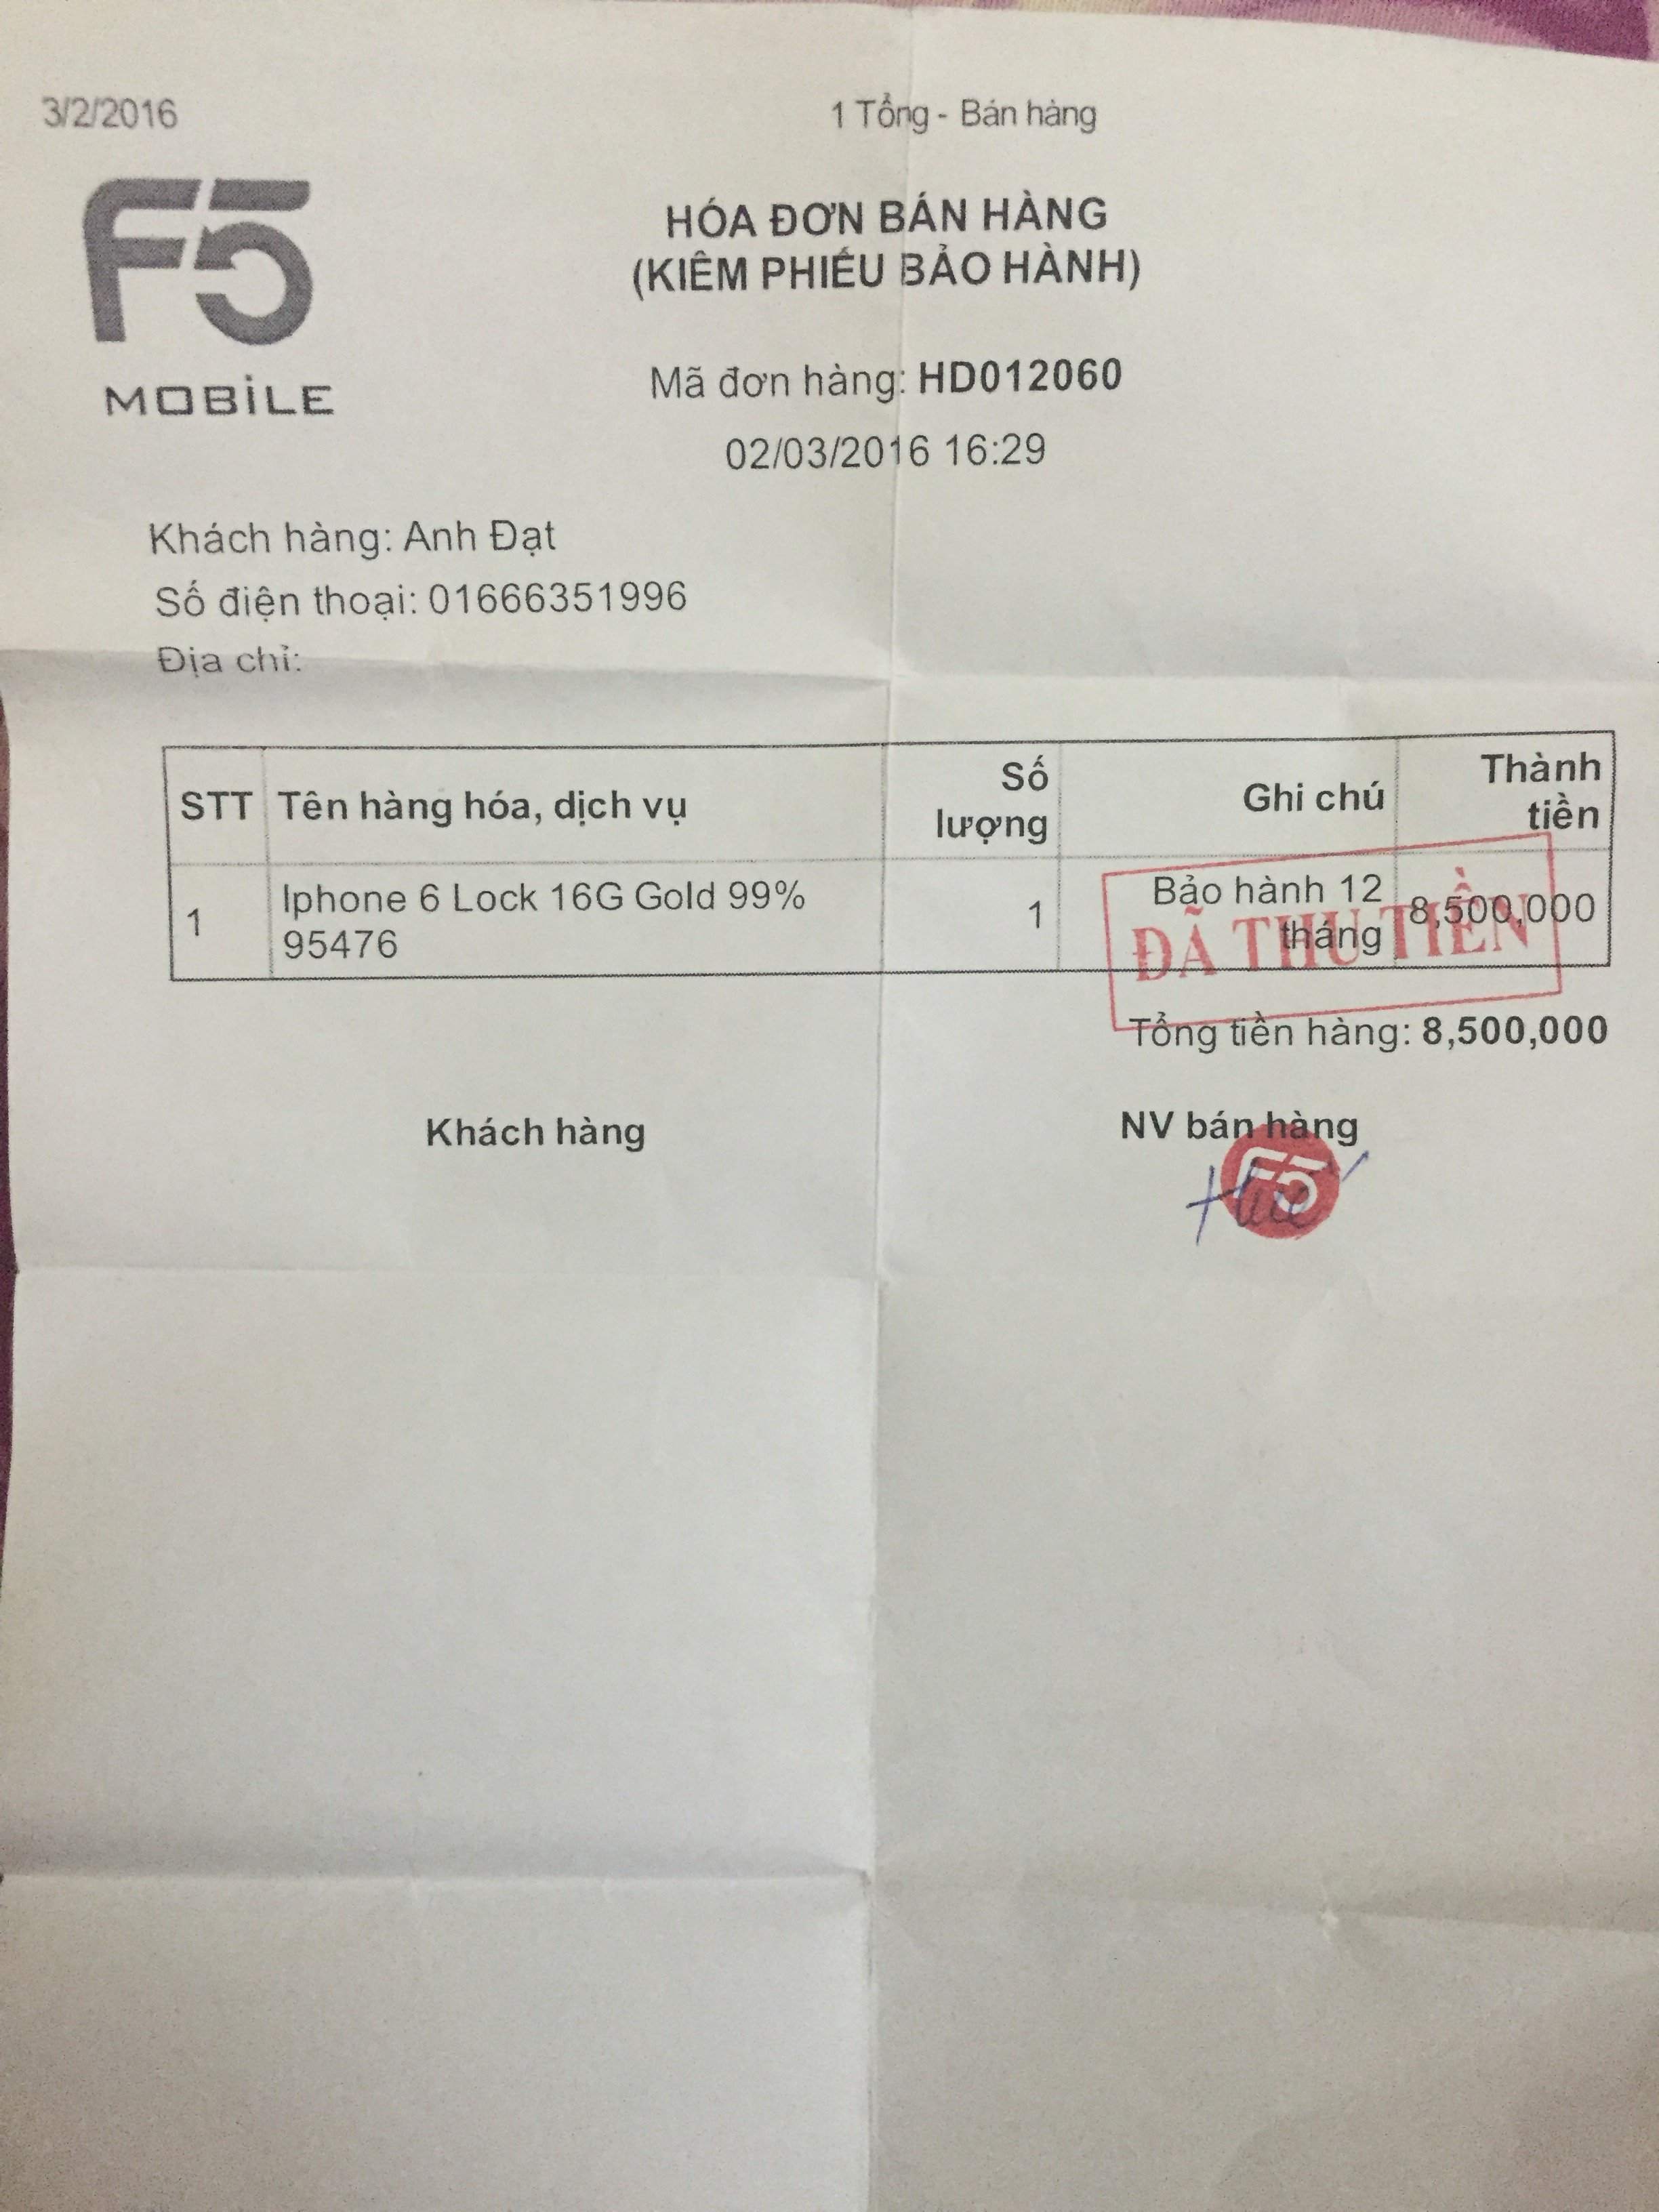 3/2/2016
1 Tổng - Bán hàng
F5
MOBiLE
HÓA ĐƠN BÁN HÀNG
(KIÊM PHIẾU BẢO HÀNH)
Mã đơn hàng: HD012060
02/03/2016 16:29
Khách hàng: Anh Đạt
Số điện thoại: 01666351996
Địa chỉ:
STT Tên hàng hóa, dịch vụ Số lượng Ghi chú Thành tiền
1 Iphone 6 Lock 16G Gold 99% 95476 1 Bảo hành 12 tháng 8,500,000
ĐÃ THU TIỀN
Tổng tiền hàng: 8,500,000
Khách hàng
NV bán hàng
F5